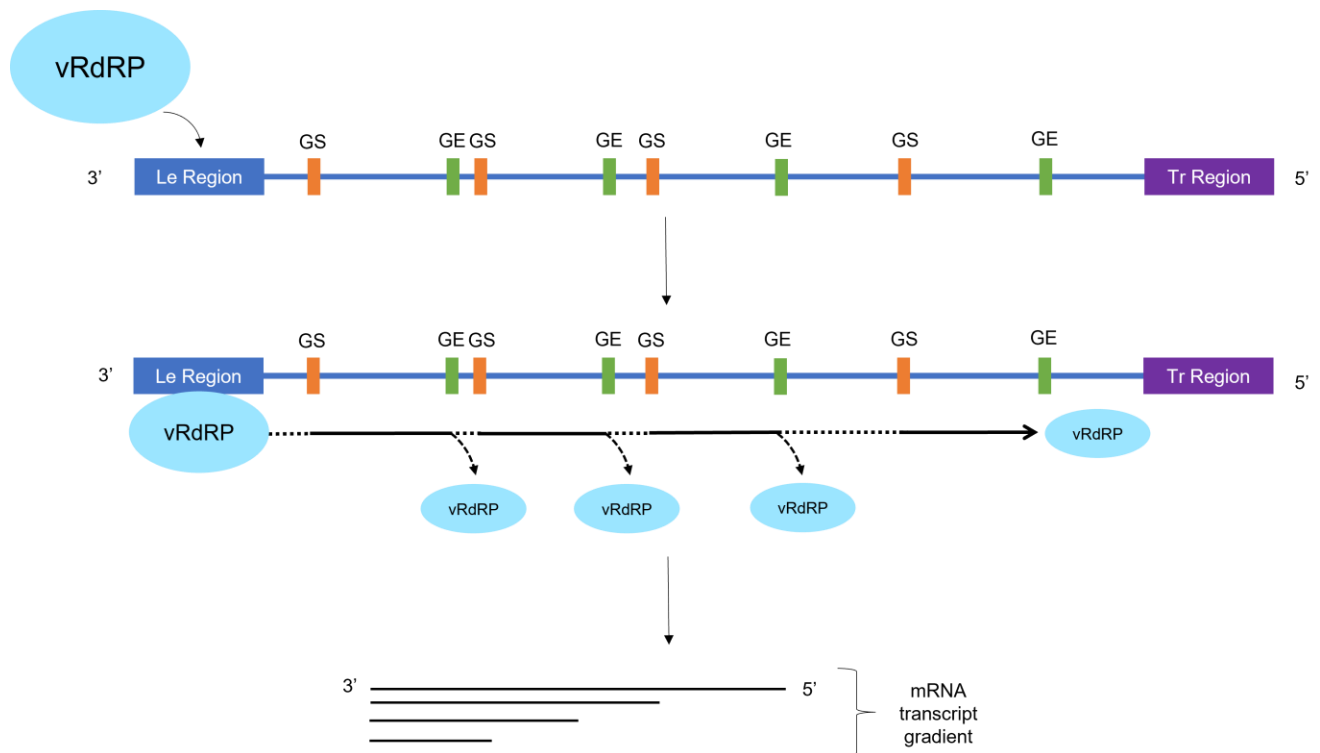 vRdRP
GS
GE
GS
GE
GS
GE
GS
GE
3’
Le Region
Tr Region
5’
GS
GE
GS
GE
GS
GE
GS
GE
3’
Le Region
Tr Region
5’
vRdRP
vRdRP
vRdRP
vRdRP
vRdRP
3’
5’
mRNA
transcript
gradient